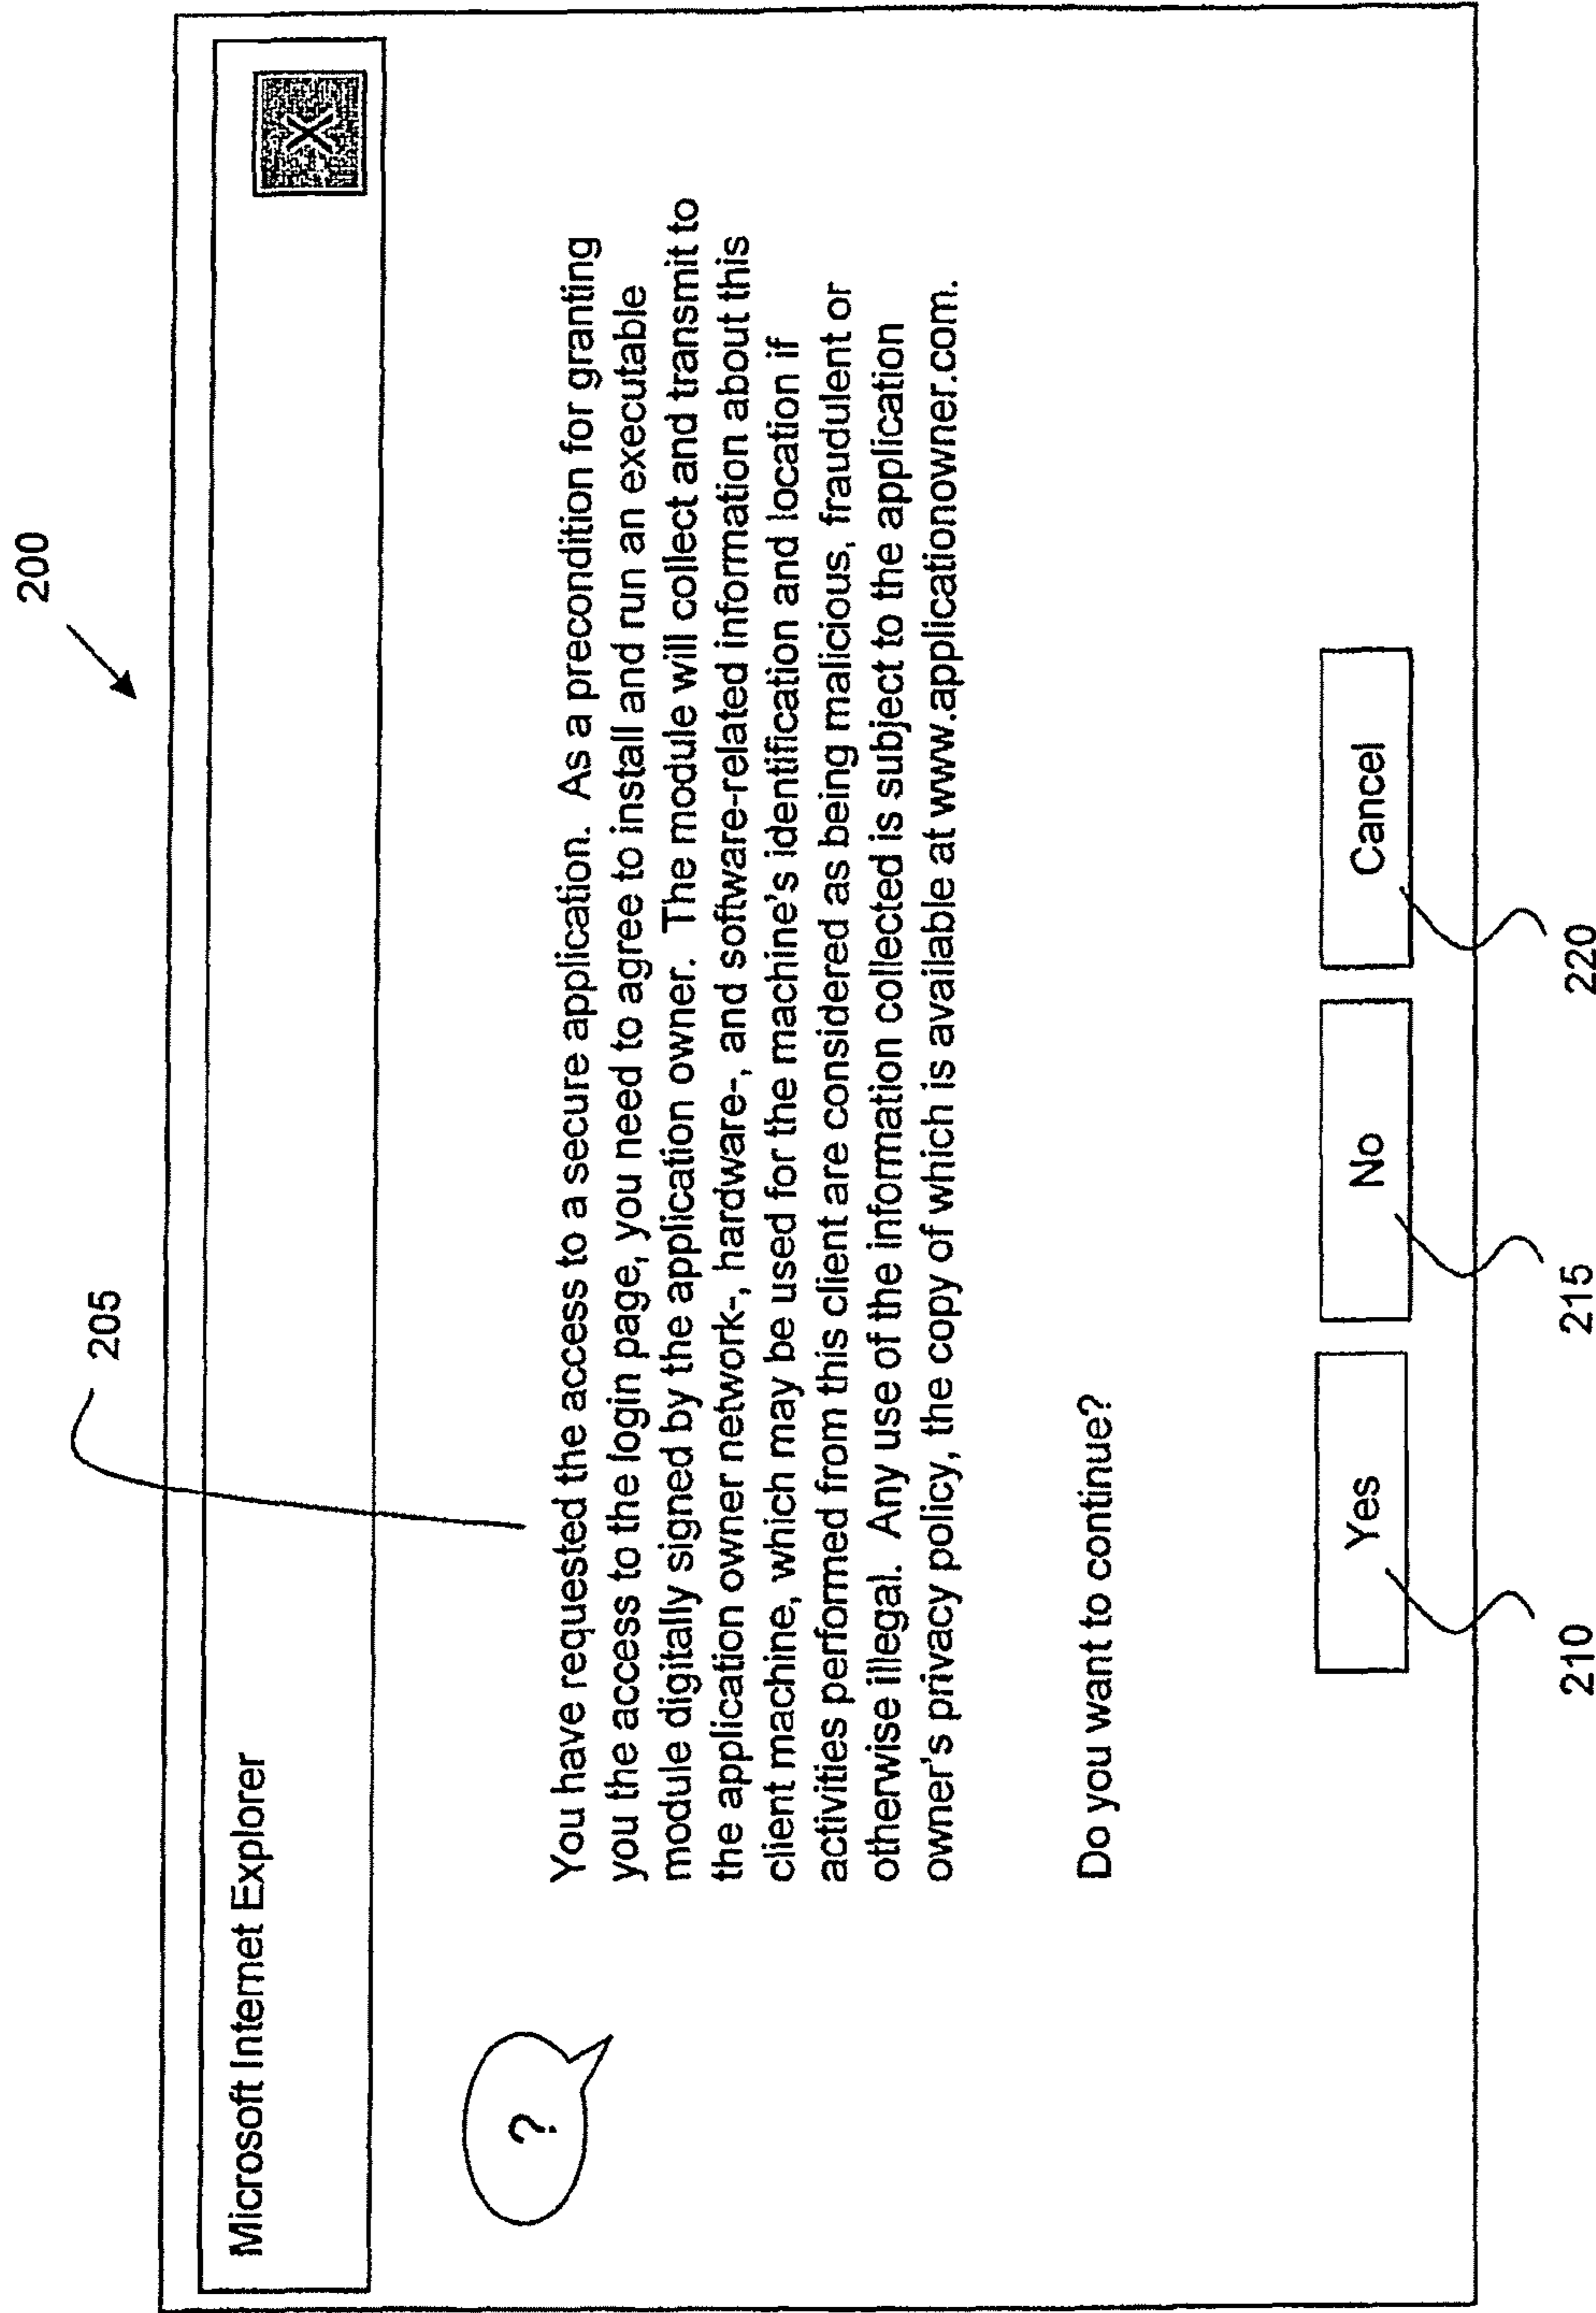 200
205
Microsoft Internet Explorer
X
?
You have requested the access to a secure application. As a precondition for granting
you the access to the login page, you need to agree to install and run an executable
module digitally signed by the application owner. The module will collect and transmit to
the application owner network-, hardware-, and software-related information about this
client machine, which may be used for the machine's identification and location if
activities performed from this client are considered as being malicious, fraudulent or
otherwise illegal. Any use of the information collected is subject to the application
owner's privacy policy, the copy of which is available at www.applicationowner.com.
Do you want to continue?
Yes
No
Cancel
210
215
220